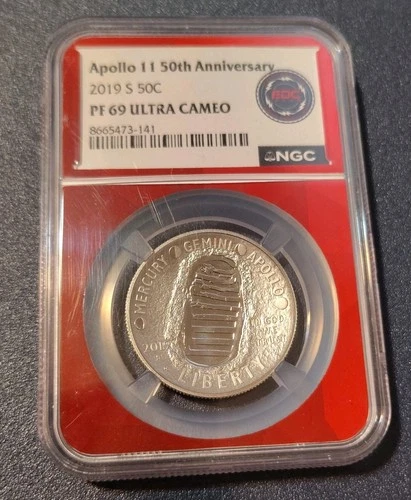 Apollo 11 50th Anniversary
2019 S 50C
PF 69 ULTRA CAMEO
8665473-141
NGC
MERCURY GEMINI APOLLO
LIBERTY